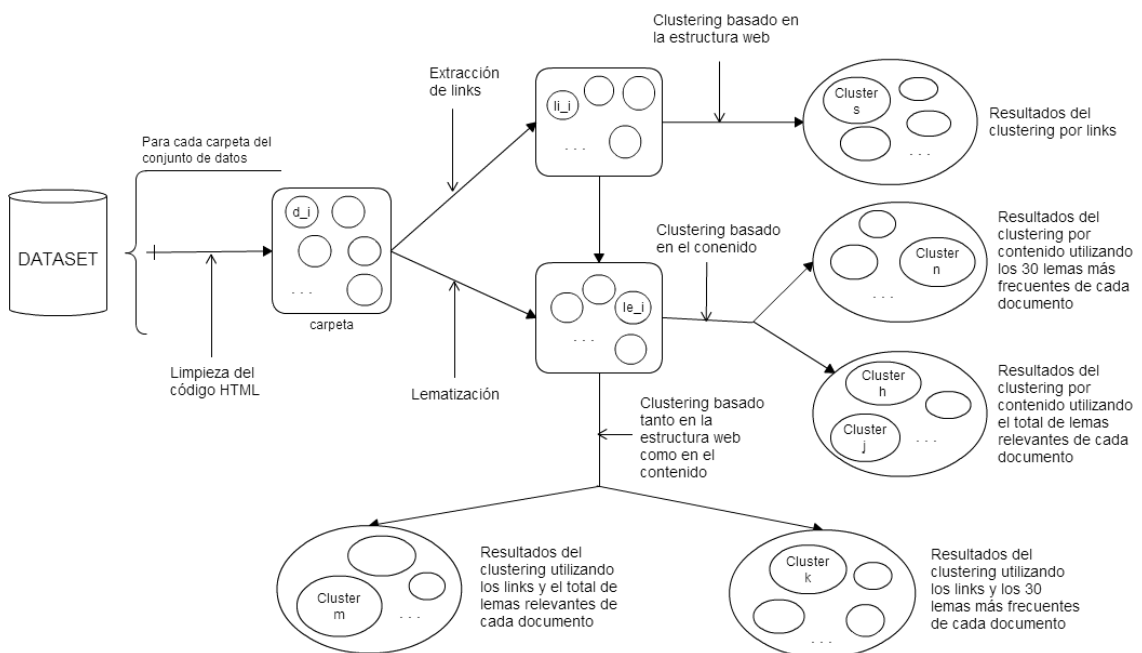 Clustering basado en
la estructura web
Extracción
de links
li_i
. . .
Cluster
s
. . .
Resultados del
clustering por links
Para cada carpeta del
conjunto de datos
DATASET
d_i
. . .
carpeta
Limpieza del
código HTML
Lematización
Clustering basado
en el conenido
le_i
. . .
Cluster
n
. . .
Resultados del
clustering por
contenido utilizando
los 30 lemas más
frecuentes de cada
documento
Cluster
h
Cluster
j
. . .
Resultados del
clustering por
contenido utilizando
el total de lemas
relevantes de cada
documento
Clustering basado
tanto en la
estructura web
como en el
contenido
Cluster
m
. . .
Resultados del
clustering utilizando
los links y el total de
lemas relevantes de
cada documento
Cluster
k
. . .
Resultados del
clustering utilizando
los links y los 30
lemas más frecuentes
de cada documento